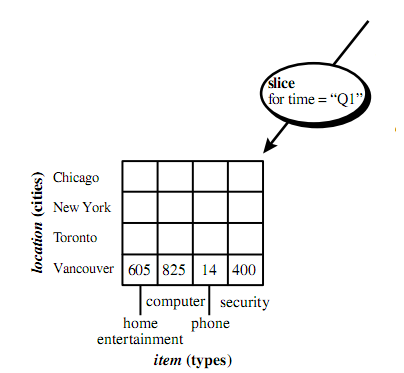 slice
for time = “Q1”
location (cities)
Chicago
New York
Toronto
Vancouver 605 825 14 400
computer security
home phone
entertainment
item (types)